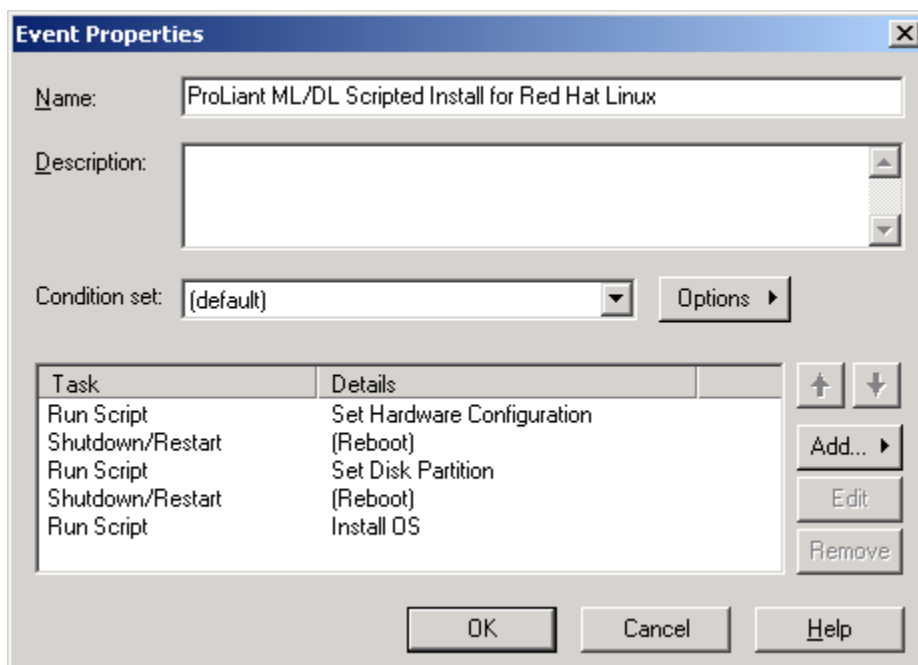 Event Properties
Name: ProLiant ML/DL Scripted Install for Red Hat Linux
Description:
Condition set: (default) Options
Task Details
Run Script Set Hardware Configuration
Shutdown/Restart (Reboot)
Run Script Set Disk Partition
Shutdown/Restart (Reboot)
Run Script Install OS
Add...
Edit
Remove
OK Cancel Help